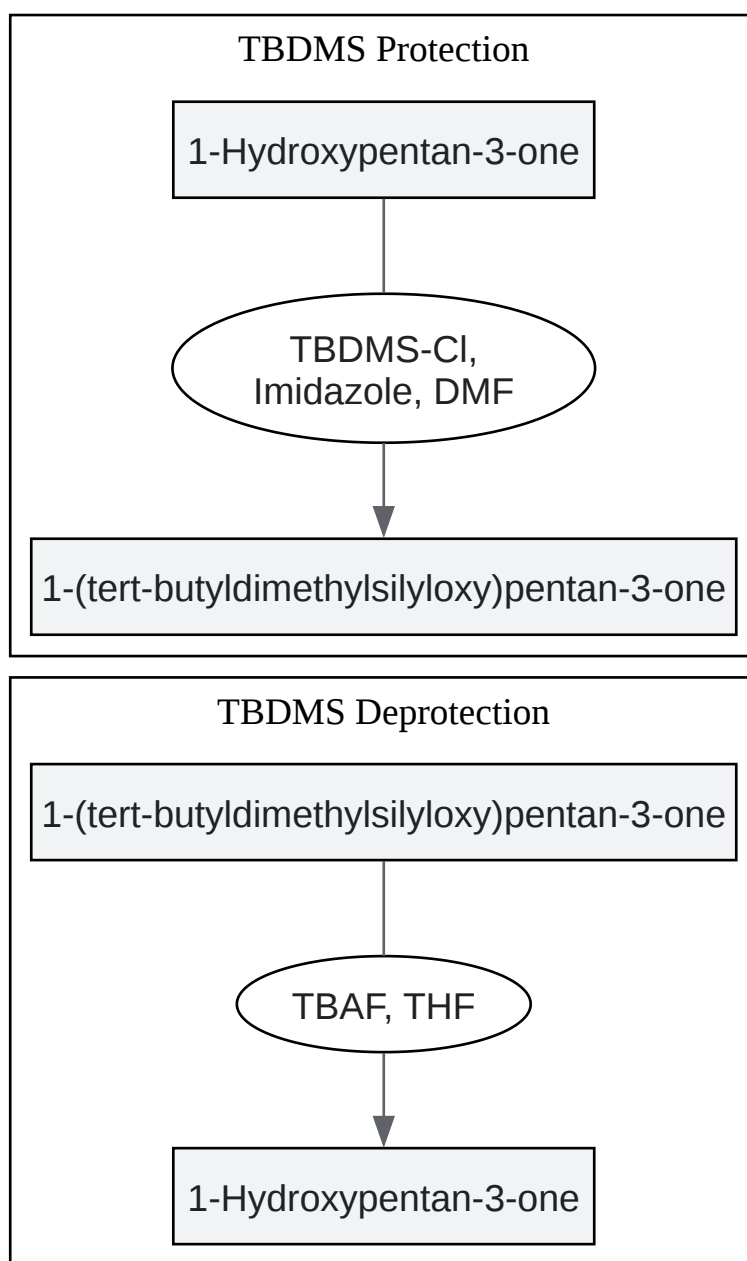 TBDMS Protection
1-Hydroxypentan-3-one
TBDMS-Cl,
Imidazole, DMF
1-(tert-butyldimethylsilyloxy)pentan-3-one
TBDMS Deprotection
1-(tert-butyldimethylsilyloxy)pentan-3-one
TBAF, THF
1-Hydroxypentan-3-one